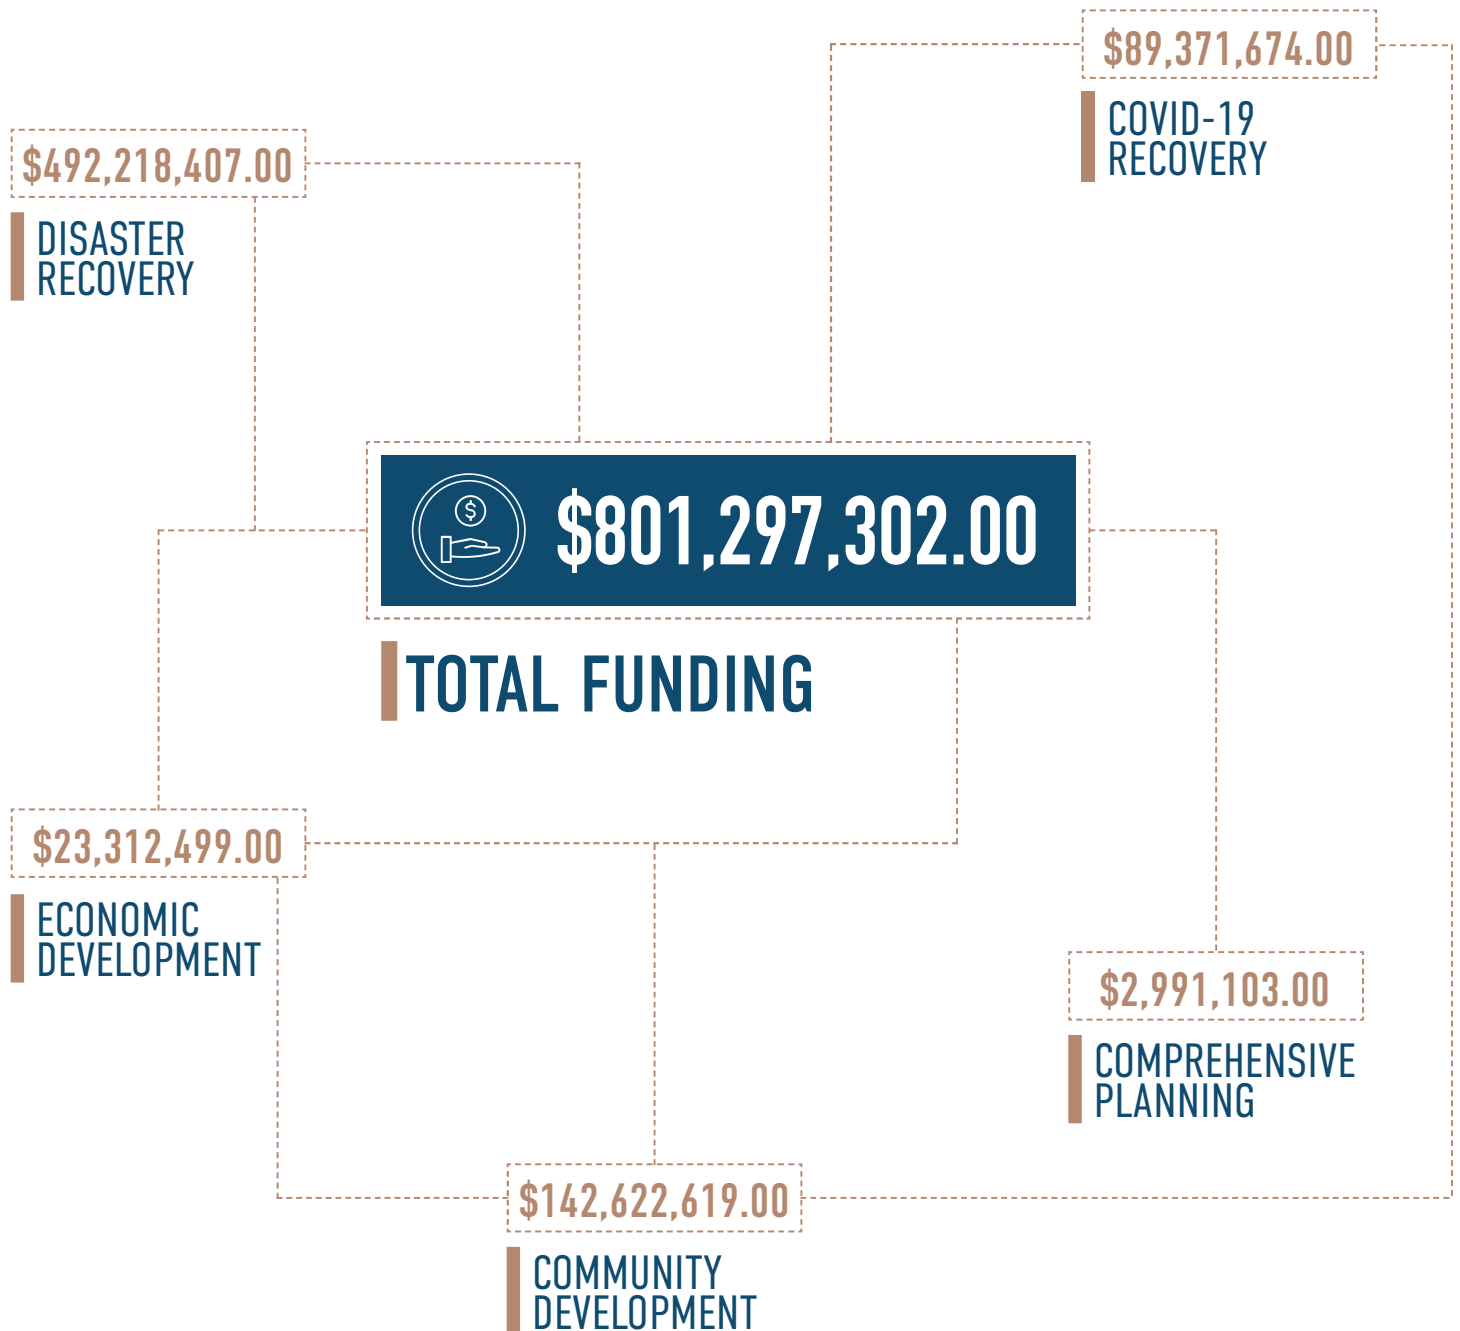 $89,371,674.00
COVID-19
RECOVERY
$492,218,407.00
DISASTER
RECOVERY
$
$801,297,302.00
TOTAL FUNDING
$23,312,499.00
ECONOMIC
DEVELOPMENT
$2,991,103.00
COMPREHENSIVE
PLANNING
$142,622,619.00
COMMUNITY
DEVELOPMENT